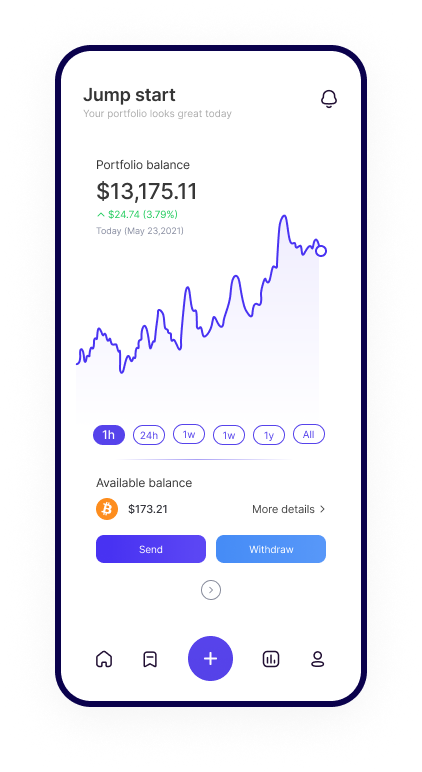 Jump start
Your portfolio looks great today
Portfolio balance
$13,175.11
$24.74 (3.79%)
Today (May 23,2021)
1h 24h 1w 1w 1y All
Available balance
$173.21 More details
Send Withdraw